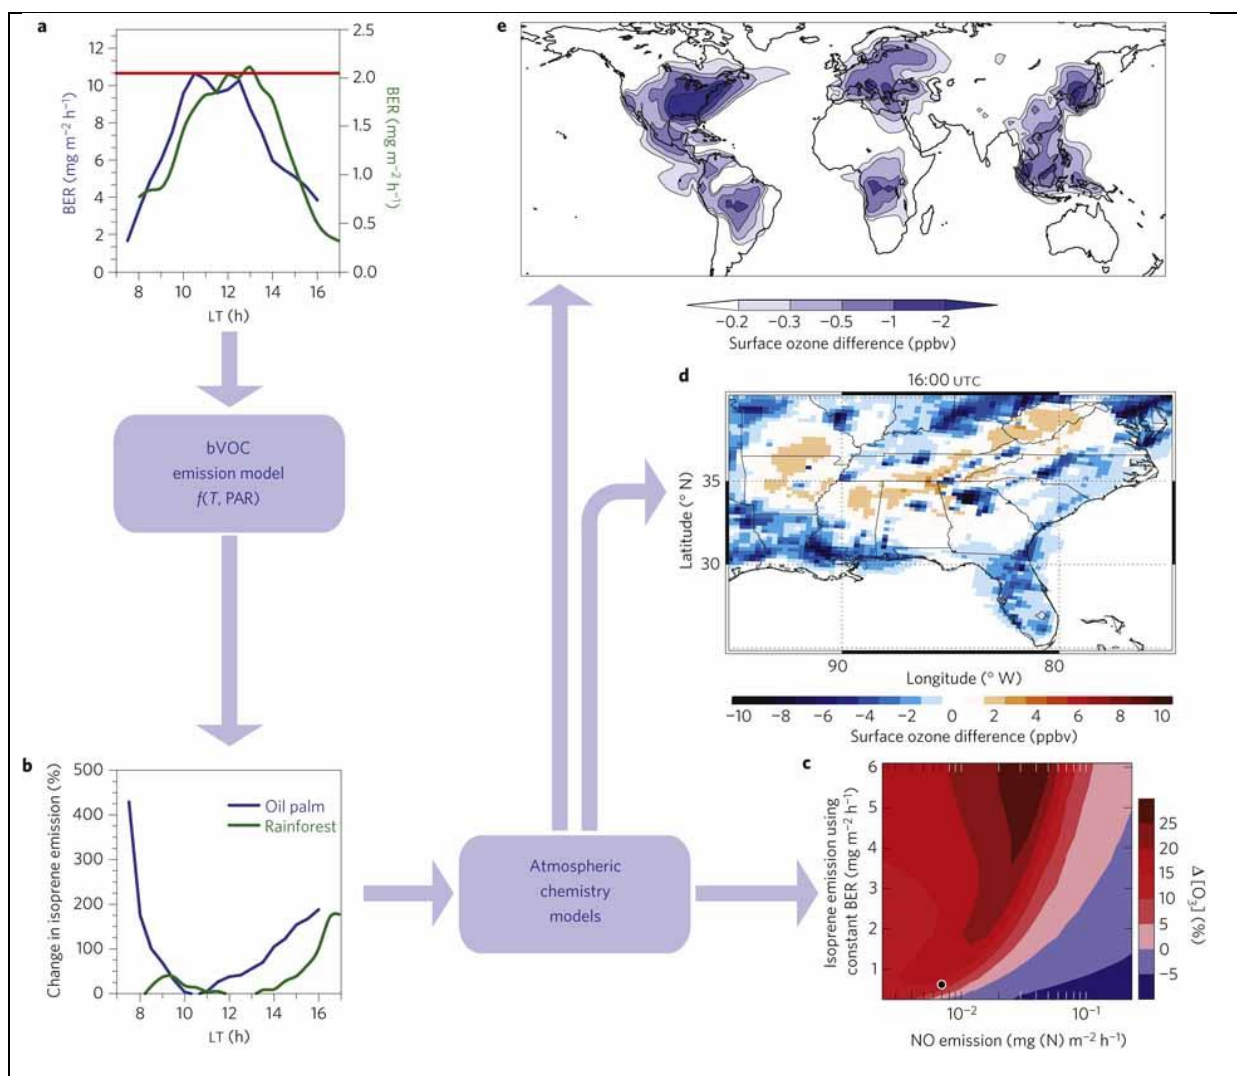 a
12
10
8
6
4
2
0
BER (mg m⁻² h⁻¹)
2.5
2.0
1.5
1.0
0.5
0.0
BER (mg m⁻² h⁻¹)
8 10 12 14 16
LT (h)
bVOC
emission model
f(T, PAR)
b
500
400
300
200
100
0
Change in isoprene emission (%)
Oil palm
Rainforest
8 10 12 14 16
LT (h)
Atmospheric
chemistry
models
e
−0.2 −0.3 −0.5 −1 −2
Surface ozone difference (ppbv)
d
16:00 UTC
Latitude (° N)
35
30
90 80
Longitude (° W)
−10 −8 −6 −4 −2 0 2 4 6 8 10
Surface ozone difference (ppbv)
c
Isoprene emission using
constant BER (mg m⁻² h⁻¹)
6
5
4
3
2
1
10⁻² 10⁻¹
NO emission (mg (N) m⁻² h⁻¹)
25
20
15
10
5
0
−5
Δ [O₃] (%)